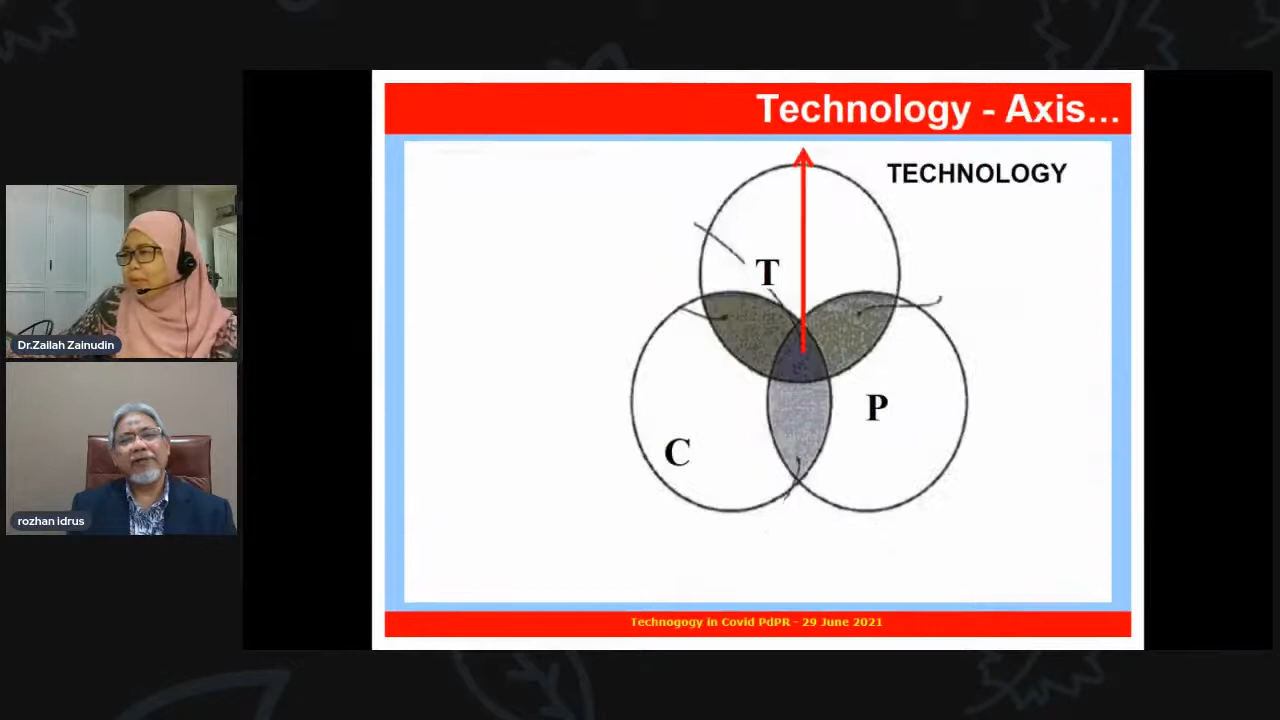 Technology - Axis...
TECHNOLOGY
T
P
C
Technogogy in Covid PdPR - 29 June 2021
Dr.Zailah Zainudin
rozhan idrus